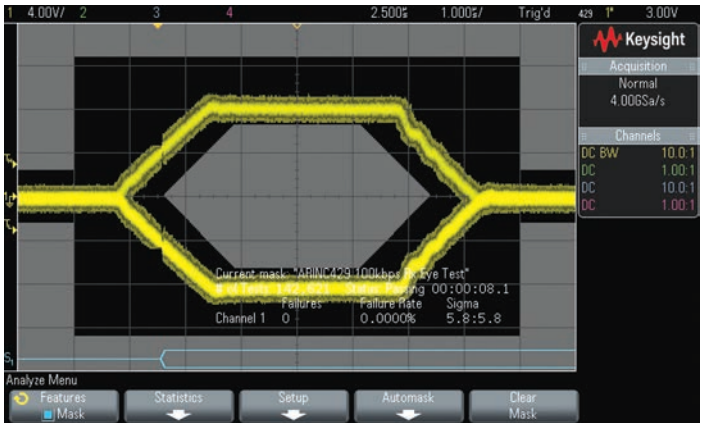 1 4.00V/ 2 3 4 2.500s 1.000s/ Trig'd 429 1* 3.00V
Keysight
Acquisition
Normal
4.00GSa/s
Channels
DC BW 10.0:1
DC 1.00:1
DC 10.0:1
DC 1.00:1
Current mask: "ARINC429 100kbps Rx Eye Test"
# of Tests 142,621 Status: Passing 00:00:08.1
Failures Failure Rate Sigma
Channel 1 0 0.0000% 5.8:5.8
S1
Analyze Menu
Features Statistics Setup Automask Clear
Mask Mask